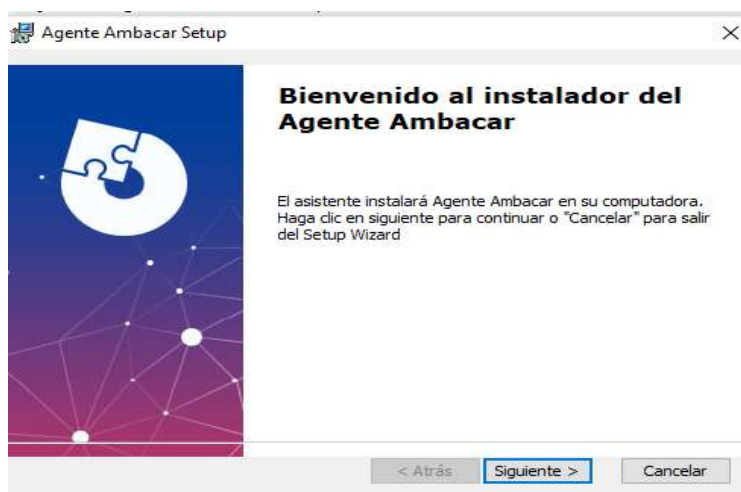 Agente Ambacar Setup
Bienvenido al instalador del
Agente Ambacar
El asistente instalará Agente Ambacar en su computadora.
Haga clic en siguiente para continuar o "Cancelar" para salir
del Setup Wizard
< Atrás Siguiente > Cancelar